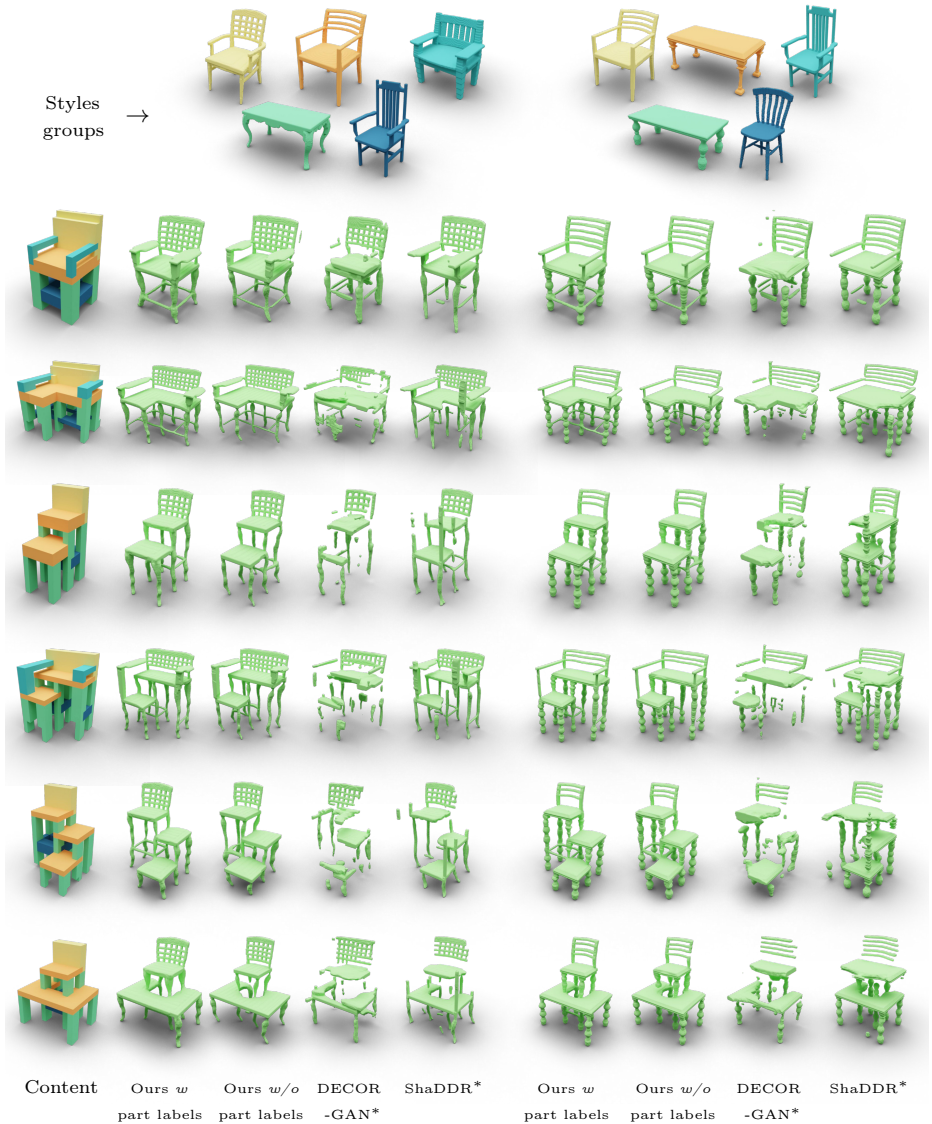 Styles
groups →
Content
Ours w
part labels
Ours w/o
part labels
DECOR
-GAN*
ShaDDR*
Ours w
part labels
Ours w/o
part labels
DECOR
-GAN*
ShaDDR*